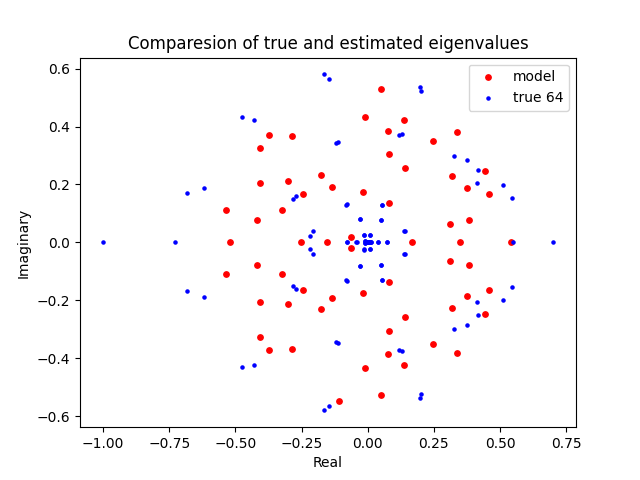 Comparesion of true and estimated eigenvalues
model
true 64
Imaginary
0.6
0.4
0.2
0.0
−0.2
−0.4
−0.6
−1.00 −0.75 −0.50 −0.25 0.00 0.25 0.50 0.75
Real